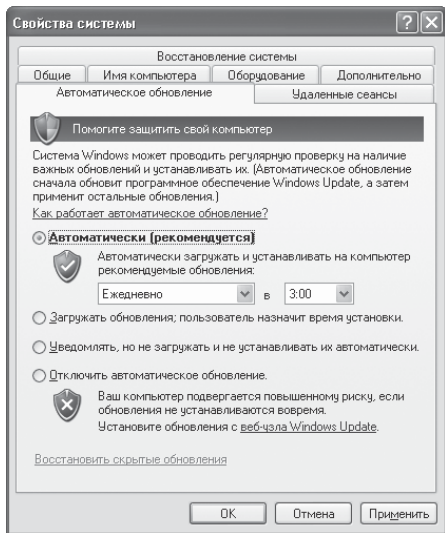 Свойства системы
Восстановление системы
Общие Имя компьютера Оборудование Дополнительно
Автоматическое обновление Удаленные сеансы
Помогите защитить свой компьютер
Система Windows может проводить регулярную проверку на наличие
важных обновлений и устанавливать их. (Автоматическое обновление
сначала обновит программное обеспечение Windows Update, а затем
применит остальные обновления.)
Как работает автоматическое обновление?
Автоматически (рекомендуется)
Автоматически загружать и устанавливать на компьютер
рекомендуемые обновления:
Ежедневно в 3:00
Загружать обновления; пользователь назначит время установки.
Уведомлять, но не загружать и не устанавливать их автоматически.
Отключить автоматическое обновление.
Ваш компьютер подвергается повышенному риску, если
обновления не устанавливаются вовремя.
Установите обновления с веб-узла Windows Update.
Восстановить скрытые обновления
OK Отмена Применить